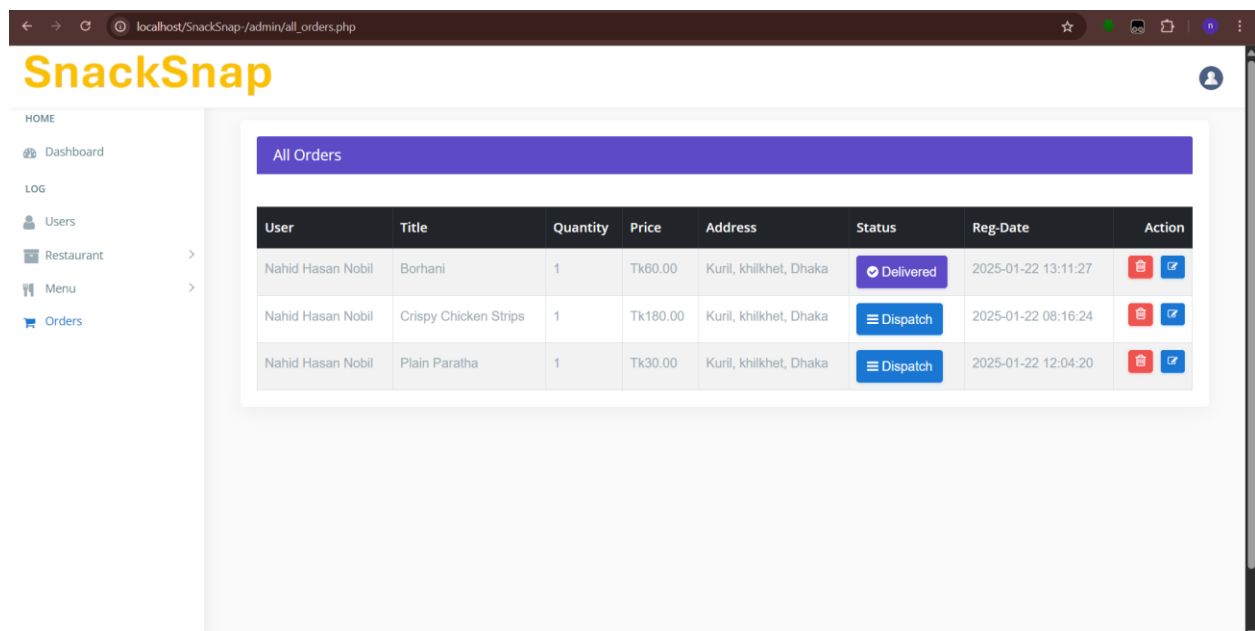 localhost/SnackSnap-/admin/all_orders.php
n
SnackSnap
HOME
Dashboard
LOG
Users
Restaurant
Menu
Orders
All Orders
User Title Quantity Price Address Status Reg-Date Action
Nahid Hasan Nobil Borhani 1 Tk60.00 Kuril, khilkhet, Dhaka Delivered 2025-01-22 13:11:27
Nahid Hasan Nobil Crispy Chicken Strips 1 Tk180.00 Kuril, khilkhet, Dhaka Dispatch 2025-01-22 08:16:24
Nahid Hasan Nobil Plain Paratha 1 Tk30.00 Kuril, khilkhet, Dhaka Dispatch 2025-01-22 12:04:20